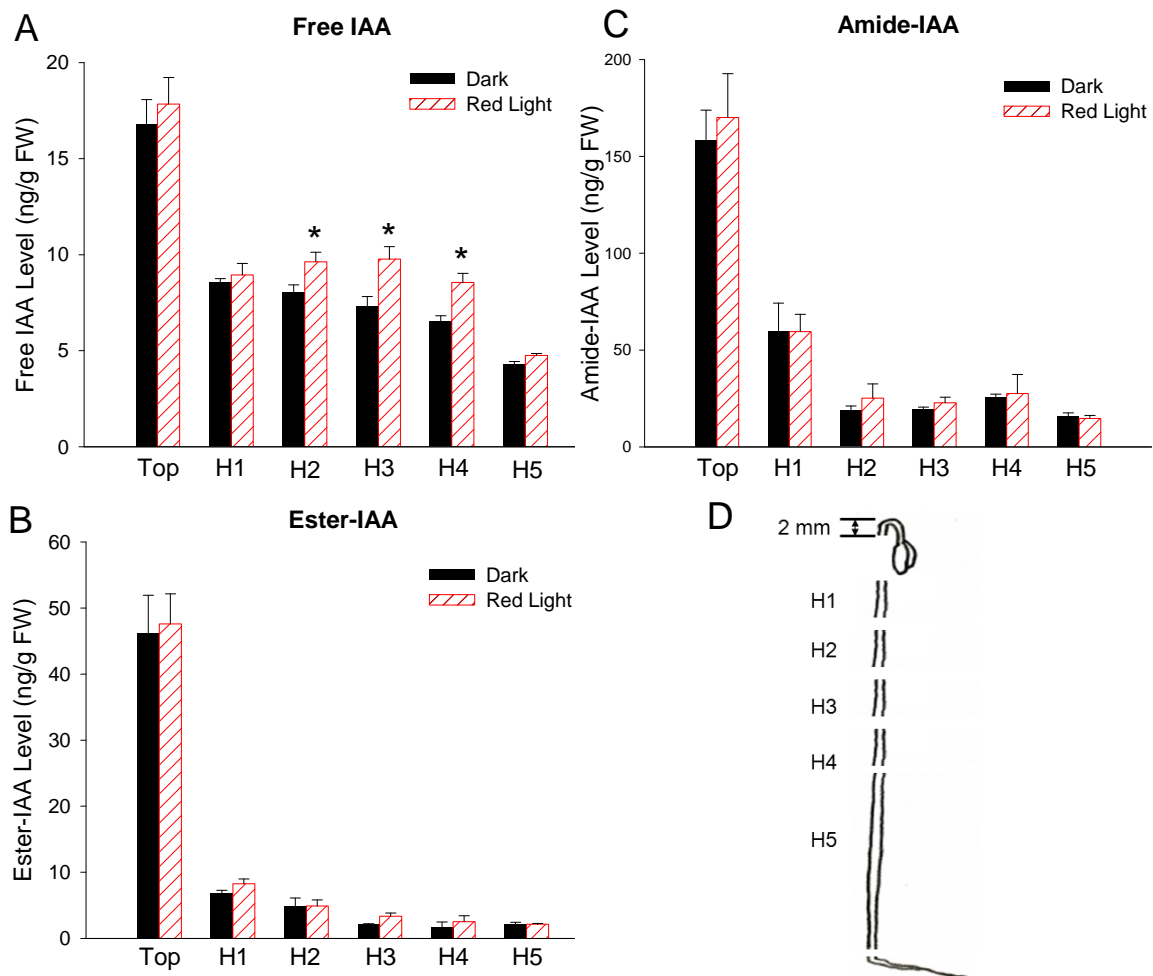 A
Free IAA
Free IAA Level (ng/g FW)
20
15
10
5
0
Dark
Red Light
*
*
*
Top H1 H2 H3 H4 H5
B
Ester-IAA
Ester-IAA Level (ng/g FW)
60
50
40
30
20
10
0
Dark
Red Light
Top H1 H2 H3 H4 H5
C
Amide-IAA
Amide-IAA Level (ng/g FW)
200
150
100
50
0
Dark
Red Light
Top H1 H2 H3 H4 H5
D
2 mm
H1
H2
H3
H4
H5